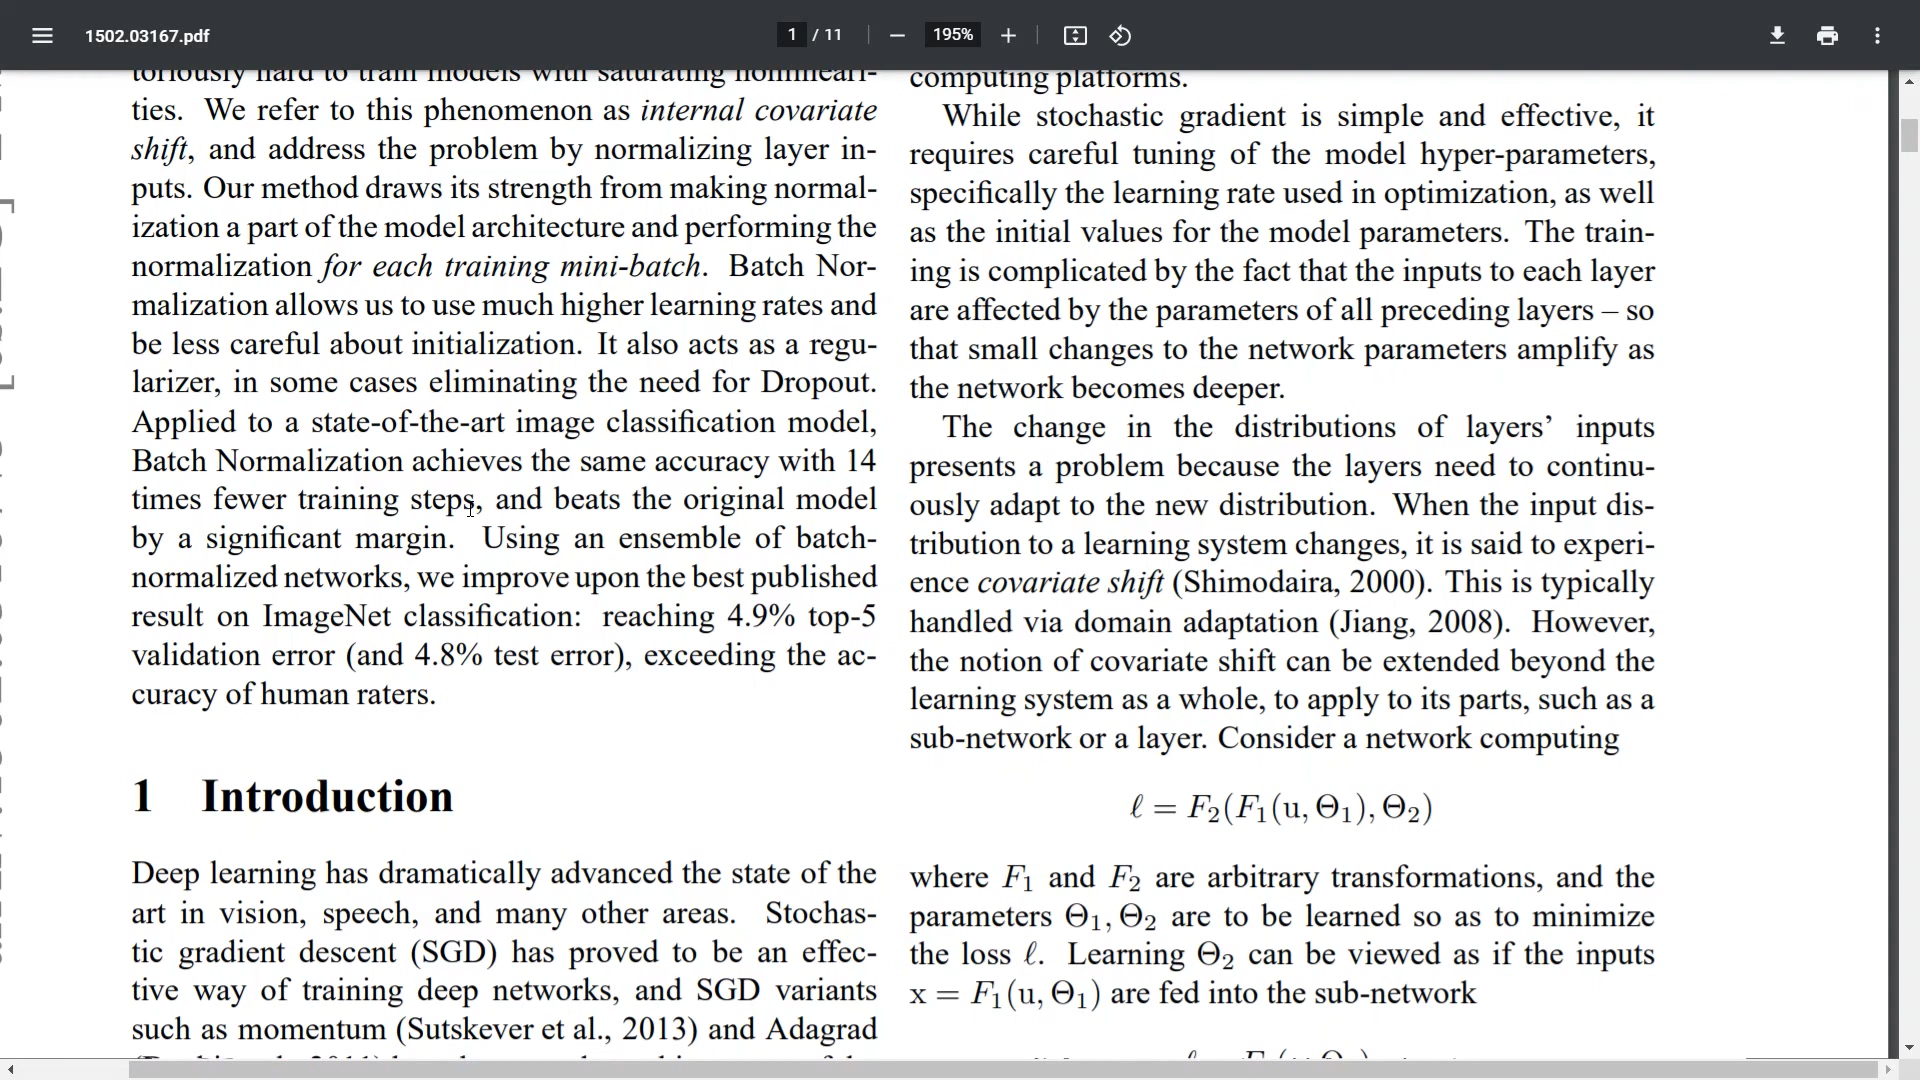 1502.03167.pdf
1 / 11
195%
toriously hard to train models with saturating nonlineari-
ties. We refer to this phenomenon as internal covariate
shift, and address the problem by normalizing layer in-
puts. Our method draws its strength from making normal-
ization a part of the model architecture and performing the
normalization for each training mini-batch. Batch Nor-
malization allows us to use much higher learning rates and
be less careful about initialization. It also acts as a regu-
larizer, in some cases eliminating the need for Dropout.
Applied to a state-of-the-art image classification model,
Batch Normalization achieves the same accuracy with 14
times fewer training steps, and beats the original model
by a significant margin. Using an ensemble of batch-
normalized networks, we improve upon the best published
result on ImageNet classification: reaching 4.9% top-5
validation error (and 4.8% test error), exceeding the ac-
curacy of human raters.
1 Introduction
Deep learning has dramatically advanced the state of the
art in vision, speech, and many other areas. Stochas-
tic gradient descent (SGD) has proved to be an effec-
tive way of training deep networks, and SGD variants
such as momentum (Sutskever et al., 2013) and Adagrad
computing platforms.
While stochastic gradient is simple and effective, it
requires careful tuning of the model hyper-parameters,
specifically the learning rate used in optimization, as well
as the initial values for the model parameters. The train-
ing is complicated by the fact that the inputs to each layer
are affected by the parameters of all preceding layers – so
that small changes to the network parameters amplify as
the network becomes deeper.
The change in the distributions of layers’ inputs
presents a problem because the layers need to continu-
ously adapt to the new distribution. When the input dis-
tribution to a learning system changes, it is said to experi-
ence covariate shift (Shimodaira, 2000). This is typically
handled via domain adaptation (Jiang, 2008). However,
the notion of covariate shift can be extended beyond the
learning system as a whole, to apply to its parts, such as a
sub-network or a layer. Consider a network computing
ℓ = F₂(F₁(u, Θ₁), Θ₂)
where F₁ and F₂ are arbitrary transformations, and the
parameters Θ₁, Θ₂ are to be learned so as to minimize
the loss ℓ. Learning Θ₂ can be viewed as if the inputs
x = F₁(u, Θ₁) are fed into the sub-network